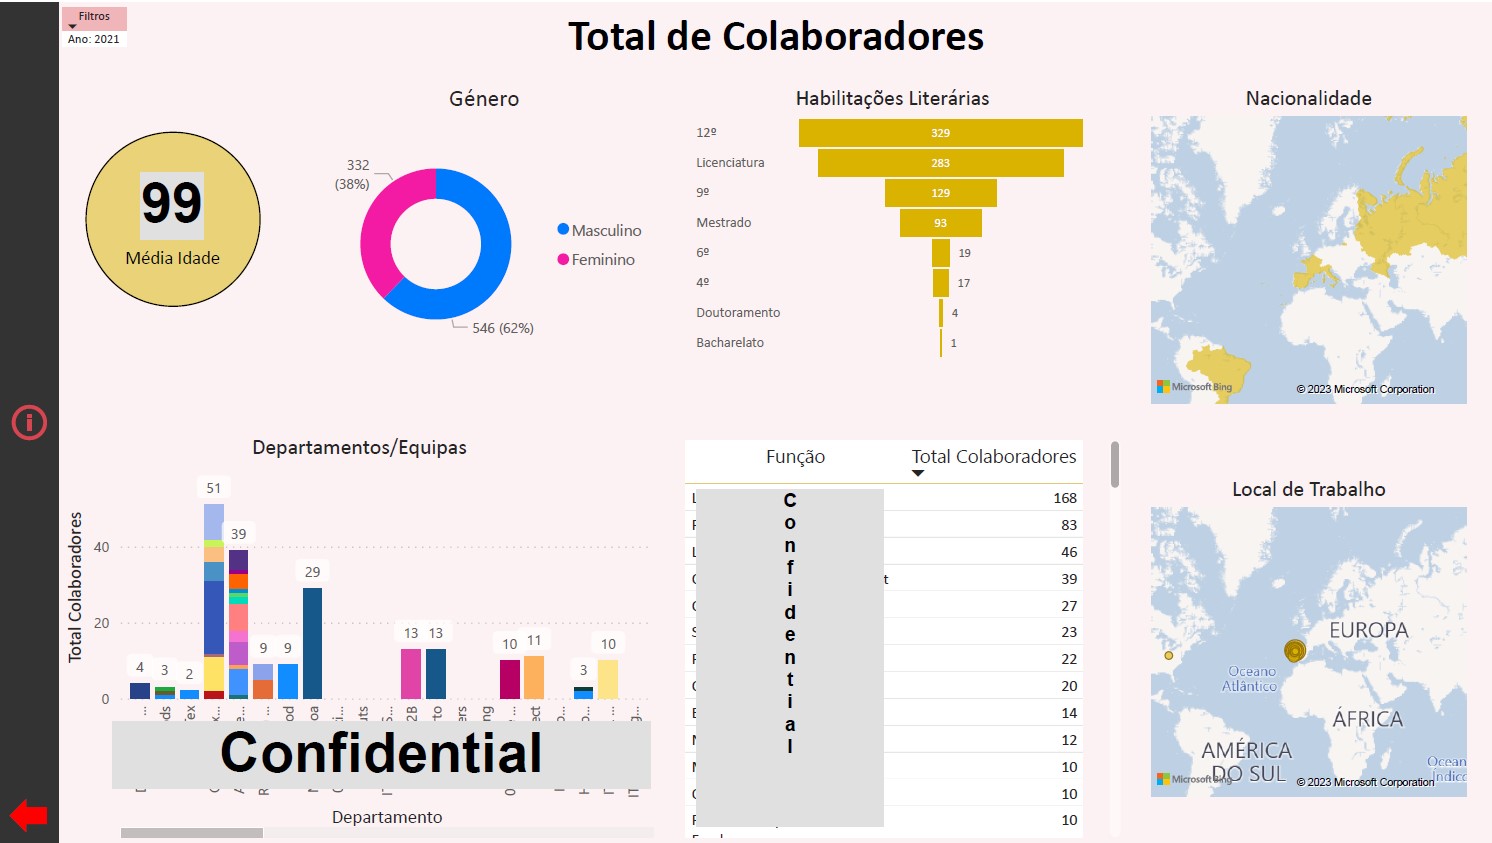 Filtros
Ano: 2021
Total de Colaboradores
Género
Habilitações Literárias
Nacionalidade
99
Média Idade
332
(38%)
546 (62%)
Masculino
Feminino
12º
329
Licenciatura
283
9º
129
Mestrado
93
6º
19
4º
17
Doutoramento
4
Bacharelato
1
Microsoft Bing
© 2023 Microsoft Corporation
Departamentos/Equipas
Total Colaboradores
40
20
0
4
3
2
51
39
9
9
29
13
13
10
11
3
10
Confidential
Departamento
Função
Total Colaboradores
Confidential
168
83
46
39
27
23
22
20
14
12
10
10
10
Local de Trabalho
EUROPA
Oceano
Atlântico
ÁFRICA
AMÉRICA
DO SUL
Microsoft Bing
© 2023 Microsoft Corporation